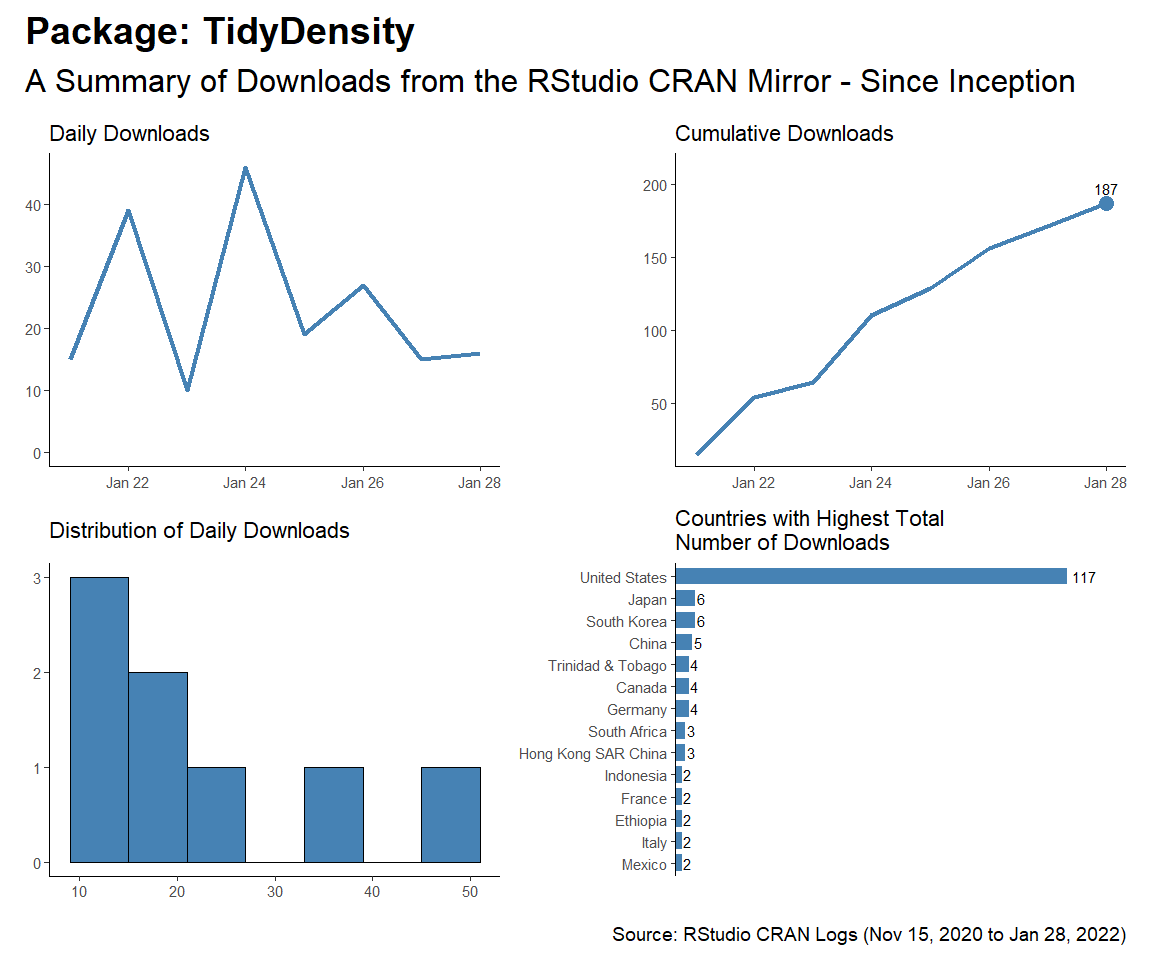 Package: TidyDensity
A Summary of Downloads from the RStudio CRAN Mirror - Since Inception
Daily Downloads
40
30
20
10
0
Jan 22 Jan 24 Jan 26 Jan 28
Cumulative Downloads
200
150
100
50
187
Jan 22 Jan 24 Jan 26 Jan 28
Distribution of Daily Downloads
3
2
1
0
10 20 30 40 50
Countries with Highest Total
Number of Downloads
United States 117
Japan 6
South Korea 6
China 5
Trinidad & Tobago 4
Canada 4
Germany 4
South Africa 3
Hong Kong SAR China 3
Indonesia 2
France 2
Ethiopia 2
Italy 2
Mexico 2
Source: RStudio CRAN Logs (Nov 15, 2020 to Jan 28, 2022)